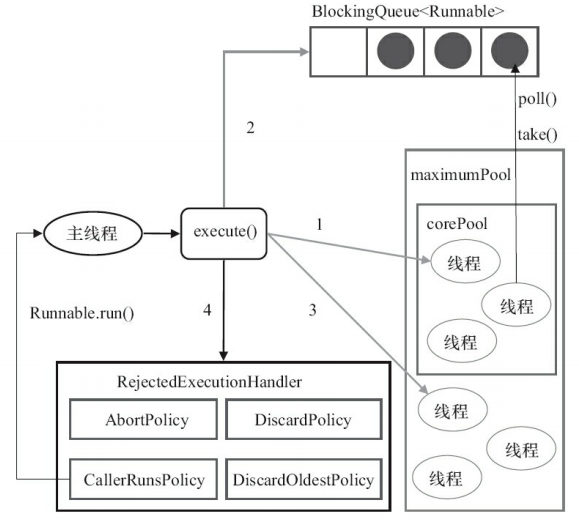 BlockingQueue<Runnable>
poll()
2
take()
maximumPool
corePool
主线程
execute()
1
线程
线程
Runnable.run()
4
3
线程
RejectedExecutionHandler
AbortPolicy
DiscardPolicy
线程
线程
CallerRunsPolicy
DiscardOldestPolicy
线程